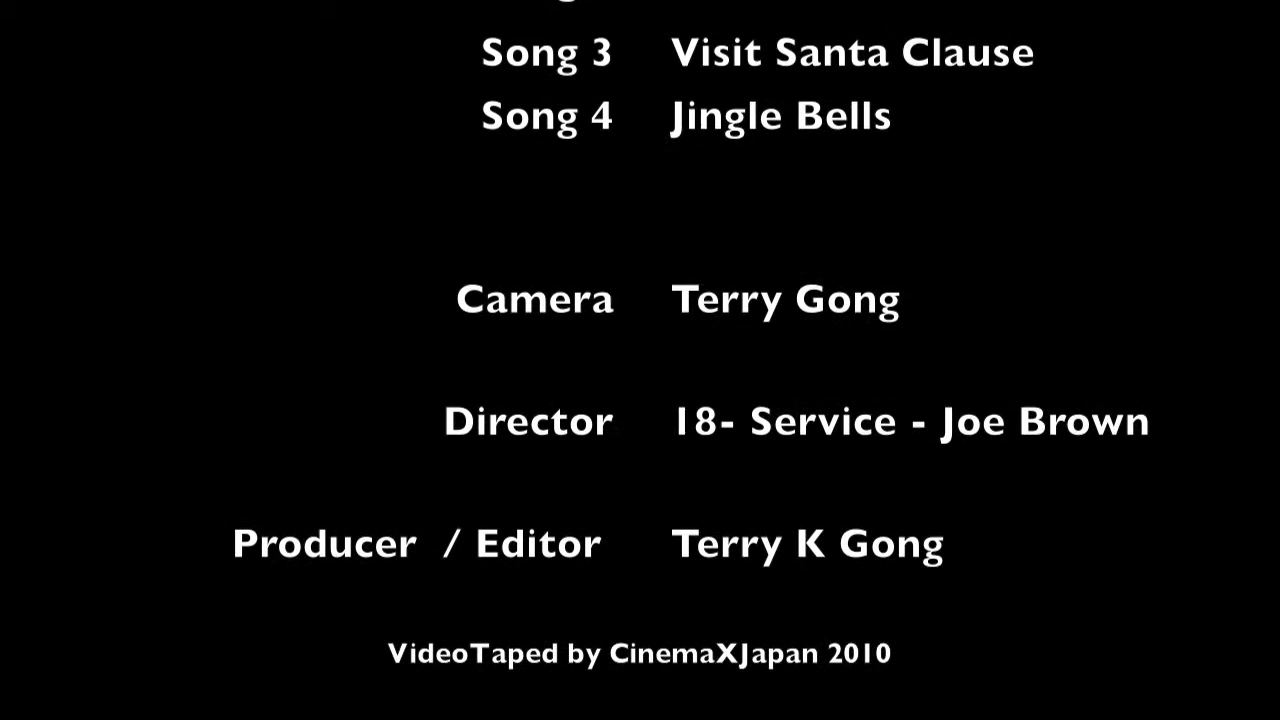 Song 3 Visit Santa Clause
Song 4 Jingle Bells
Camera Terry Gong
Director 18- Service - Joe Brown
Producer / Editor Terry K Gong
VideoTaped by CinemaXJapan 2010